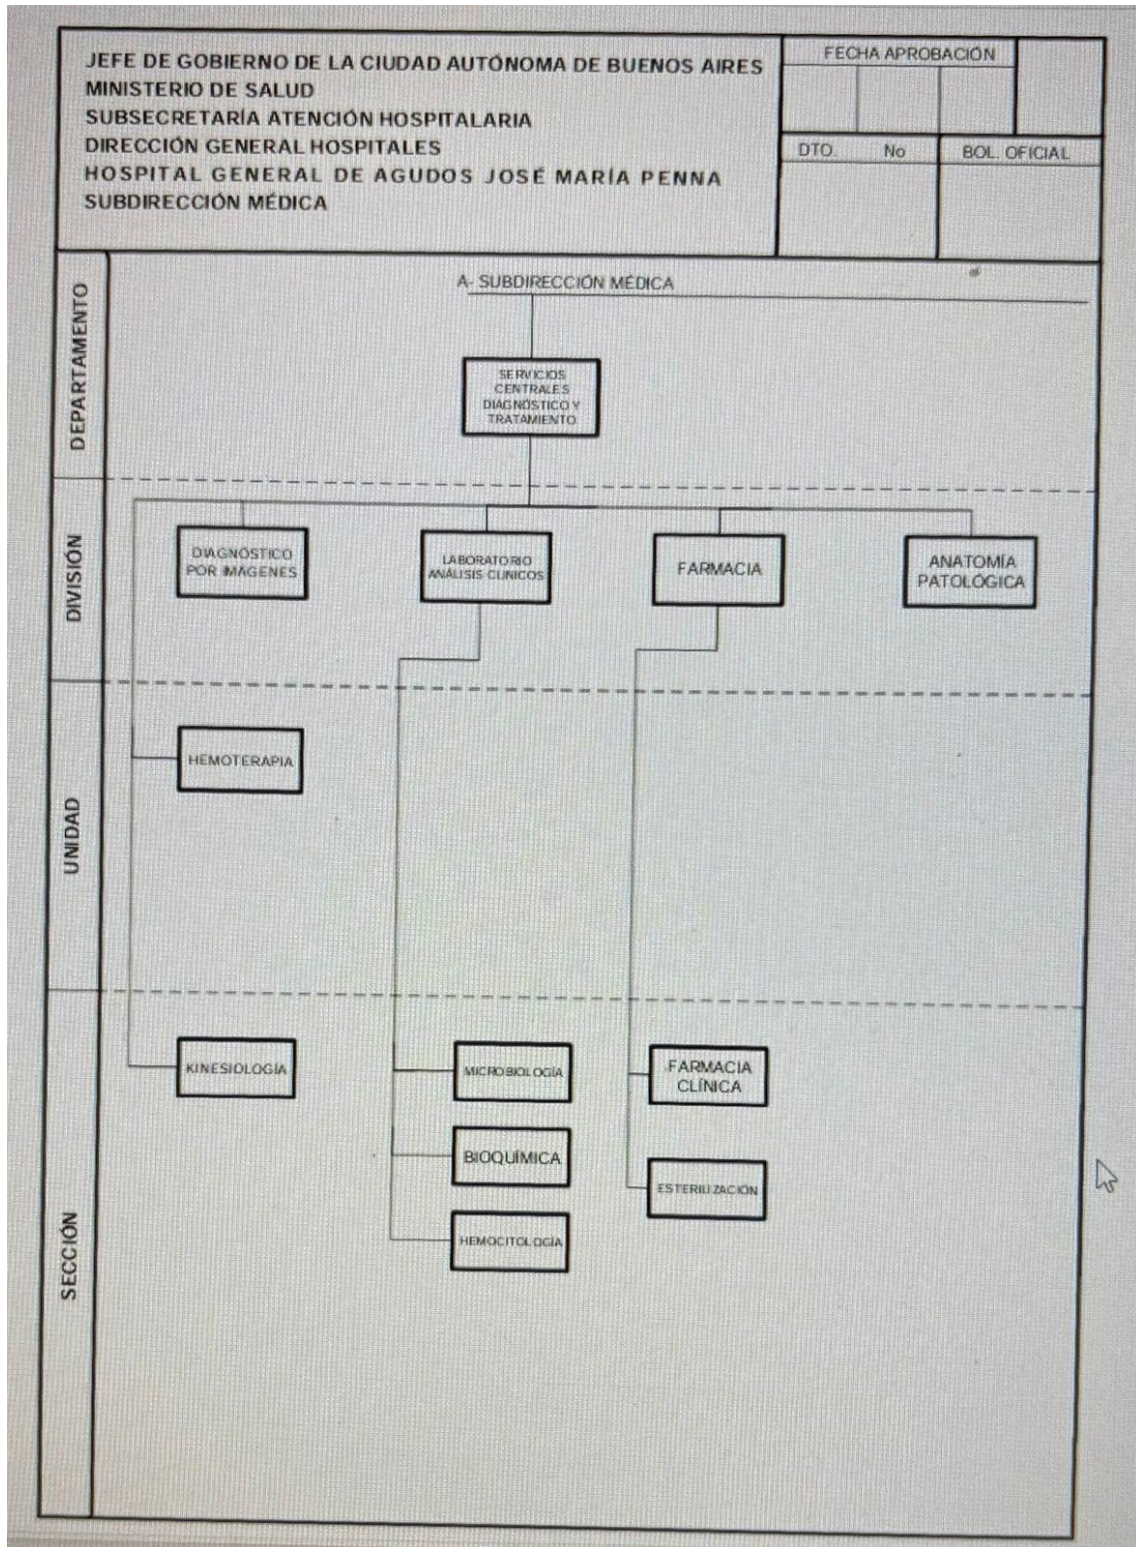 JEFE DE GOBIERNO DE LA CIUDAD AUTÓNOMA DE BUENOS AIRES
MINISTERIO DE SALUD
SUBSECRETARÍA ATENCIÓN HOSPITALARIA
DIRECCIÓN GENERAL HOSPITALES
HOSPITAL GENERAL DE AGUDOS JOSÉ MARÍA PENNA
SUBDIRECCIÓN MÉDICA
FECHA APROBACIÓN
DTO. No
BOL. OFICIAL
DEPARTAMENTO
A- SUBDIRECCIÓN MÉDICA
SERVICIOS
CENTRALES
DIAGNÓSTICO Y
TRATAMIENTO
DIVISIÓN
DIAGNÓSTICO
POR IMÁGENES
LABORATORIO
ANÁLISIS CLINICOS
FARMACIA
ANATOMÍA
PATOLÓGICA
UNIDAD
HEMOTERAPIA
SECCIÓN
KINESIOLOGÍA
MICROBIOLOGÍA
BIOQUÍMICA
HEMOCITOLOGÍA
FARMACIA
CLÍNICA
ESTERILIZACIÓN